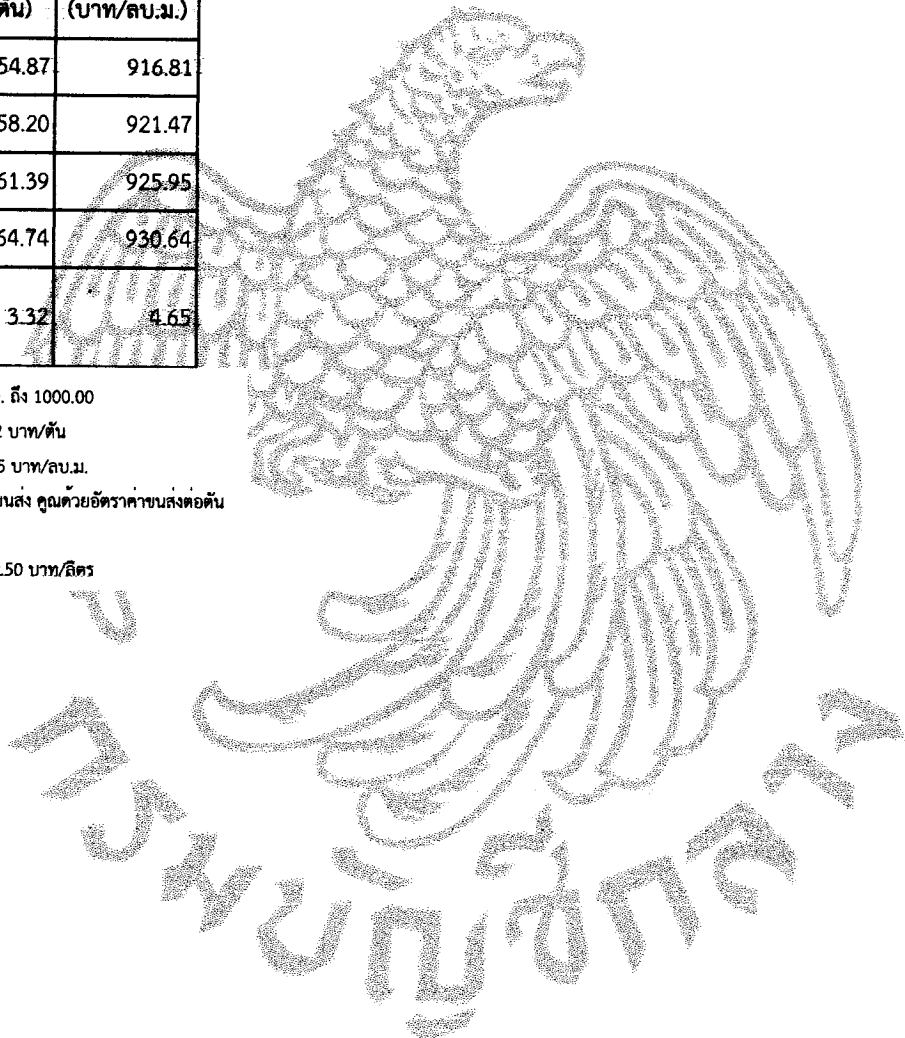 ตัน) (บาท/ลบ.ม.)
54.87 916.81
58.20 921.47
61.39 925.95
64.74 930.64
3.32 4.65
. ถึง 1000.00
2 บาท/ตัน
5 บาท/ลบ.ม.
ขนส่ง คูณด้วยอัตราค่าขนส่งต่อตัน
.50 บาท/ลิตร
กรมบัญชีกลาง